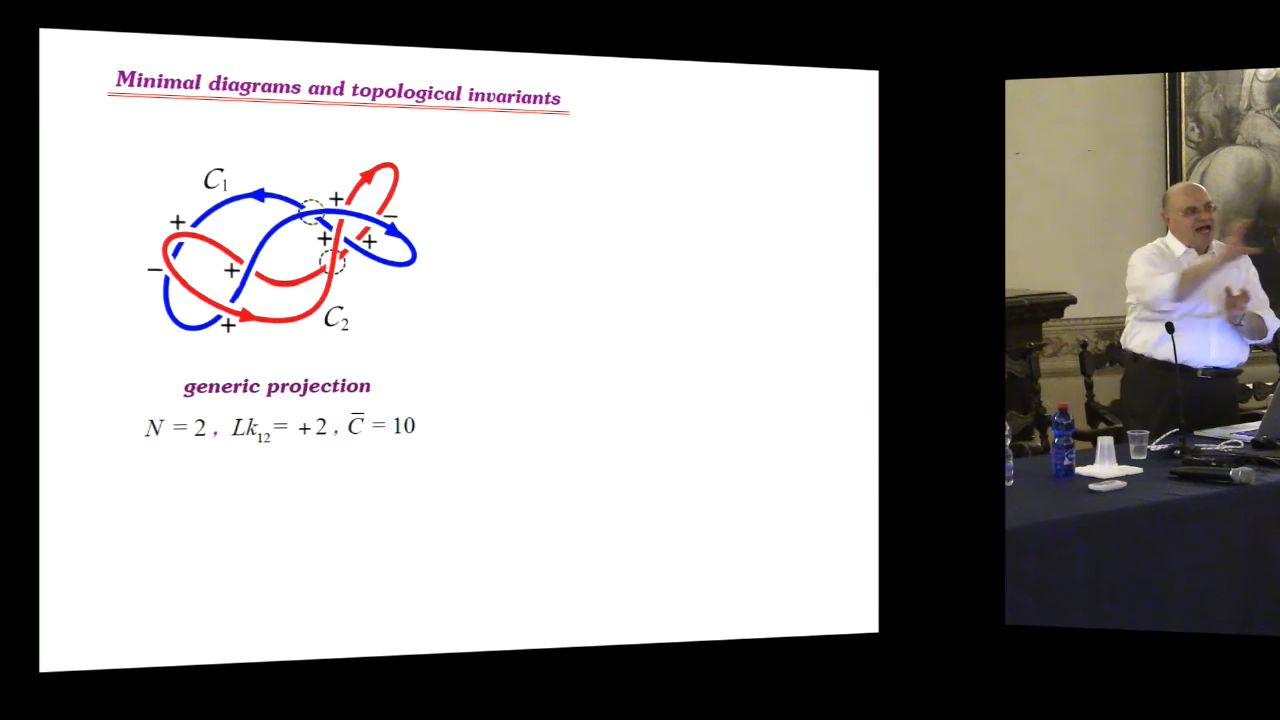 Minimal diagrams and topological invariants
C₁
+
+
−
+
+
+
−
+
+
C₂
generic projection
N = 2 , Lk₁₂ = + 2 , C̅ = 10